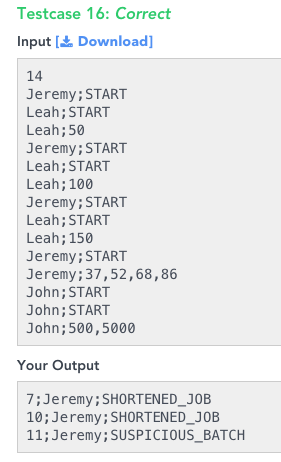 Testcase 16: Correct
Input [Download]
14
Jeremy;START
Leah;START
Leah;50
Jeremy;START
Leah;START
Leah;100
Jeremy;START
Leah;START
Leah;150
Jeremy;START
Jeremy;37,52,68,86
John;START
John;START
John;500,5000
Your Output
7;Jeremy;SHORTENED_JOB
10;Jeremy;SHORTENED_JOB
11;Jeremy;SUSPICIOUS_BATCH